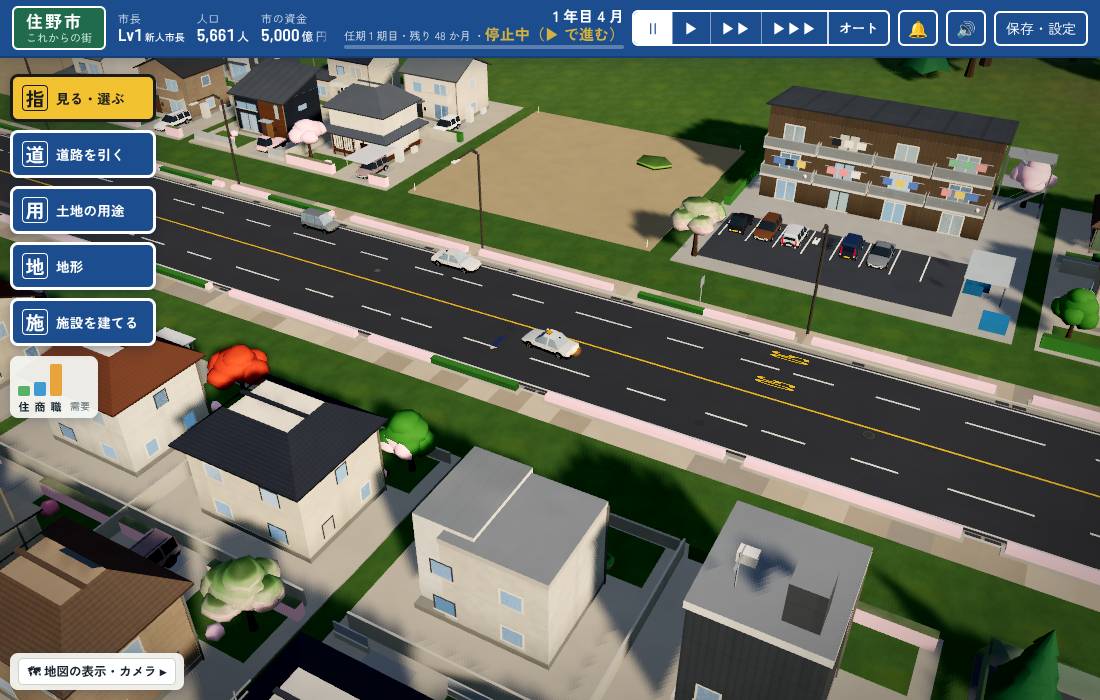 住野市
これからの街
市長
Lv1 新人市長
人口
5,661人
市の資金
5,000億円
1年目4月
任期1期目・残り48か月・停止中（▶で進む）
オート
保存・設定
指 見る・選ぶ
道 道路を引く
用 土地の用途
地 地形
施 施設を建てる
住 商 職 需要
地図の表示・カメラ▸